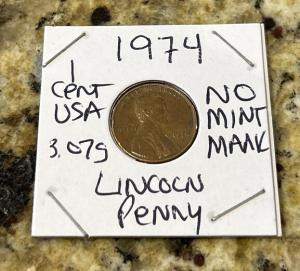 1974
1
CENT
USA
3.07g
NO
MINT
MARK
LINCOLN
PENNY